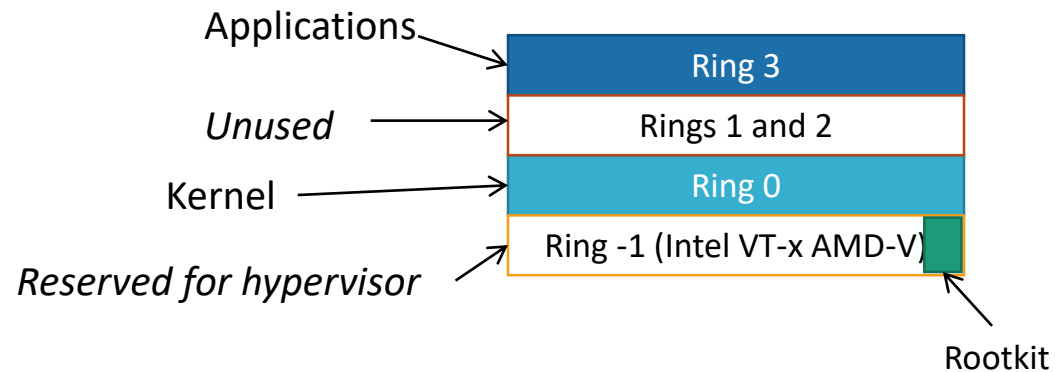 Applications
Ring 3
Unused
Rings 1 and 2
Kernel
Ring 0
Ring -1 (Intel VT-x AMD-V)
Reserved for hypervisor
Rootkit